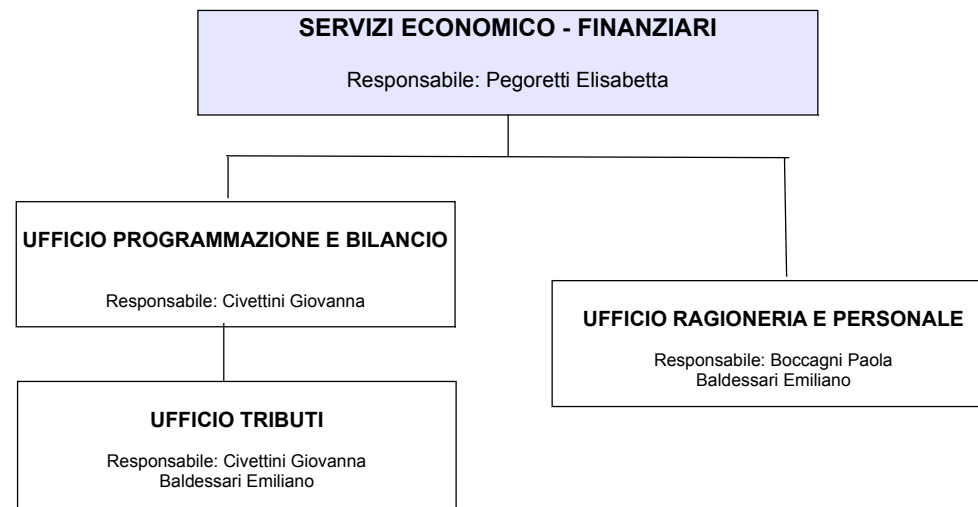 SERVIZI ECONOMICO - FINANZIARI
Responsabile: Pegoretti Elisabetta
UFFICIO PROGRAMMAZIONE E BILANCIO
Responsabile: Civettini Giovanna
UFFICIO RAGIONERIA E PERSONALE
Responsabile: Boccagni Paola
Baldessari Emiliano
UFFICIO TRIBUTI
Responsabile: Civettini Giovanna
Baldessari Emiliano